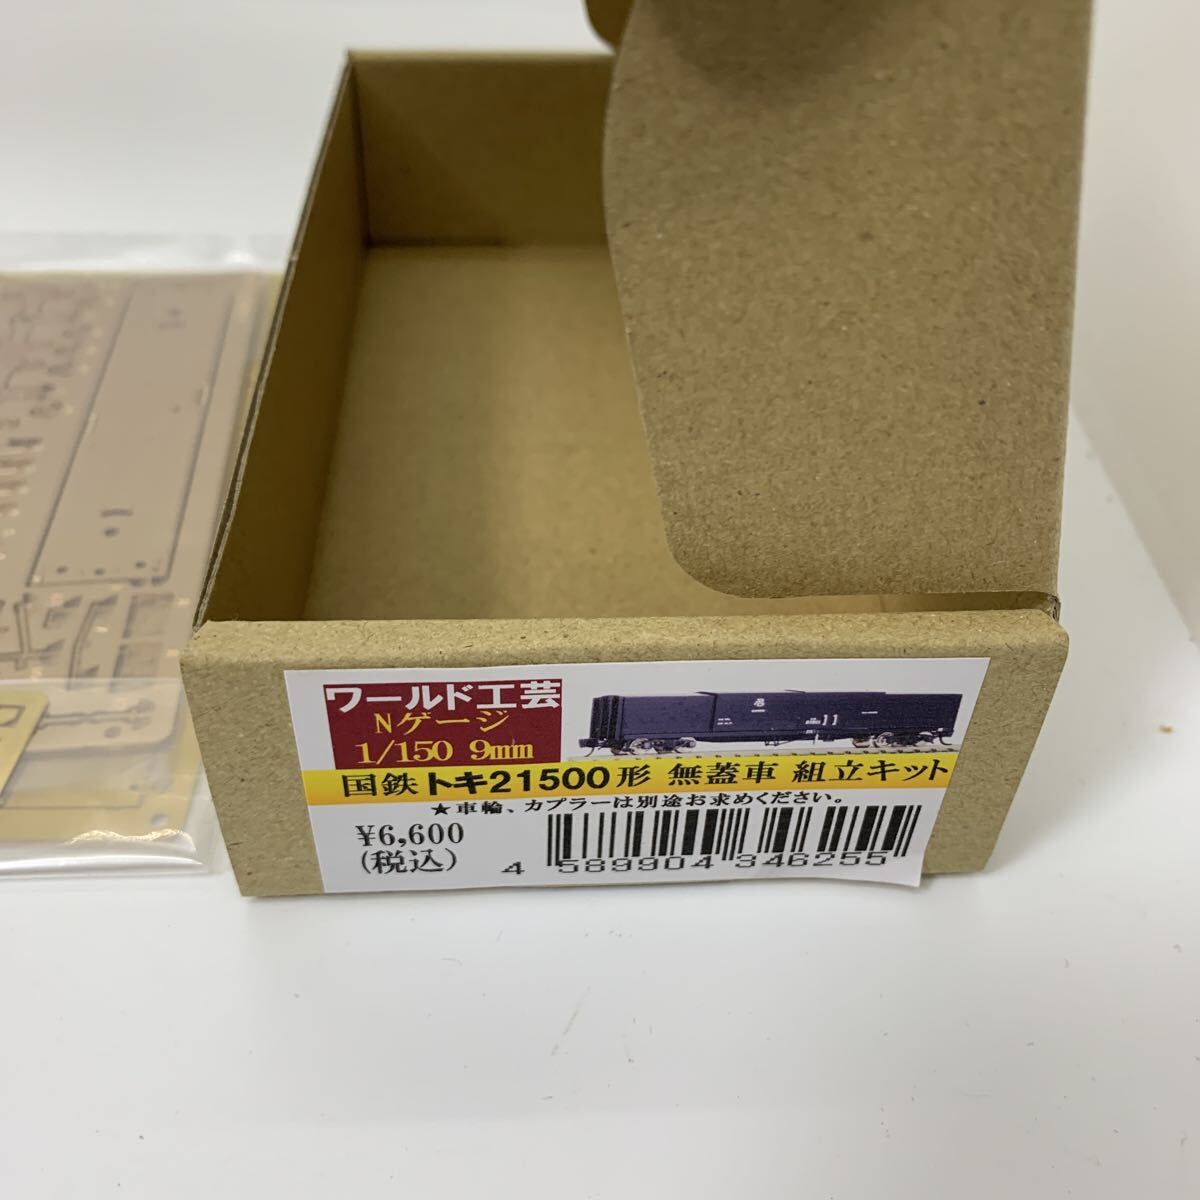 ワールド工芸
Nゲージ
1/150 9mm
国鉄 トキ21500形 無蓋車 組立キット
★車輪、カプラーは別途お求めください。
¥6,600
(税込)
4 589904 346255